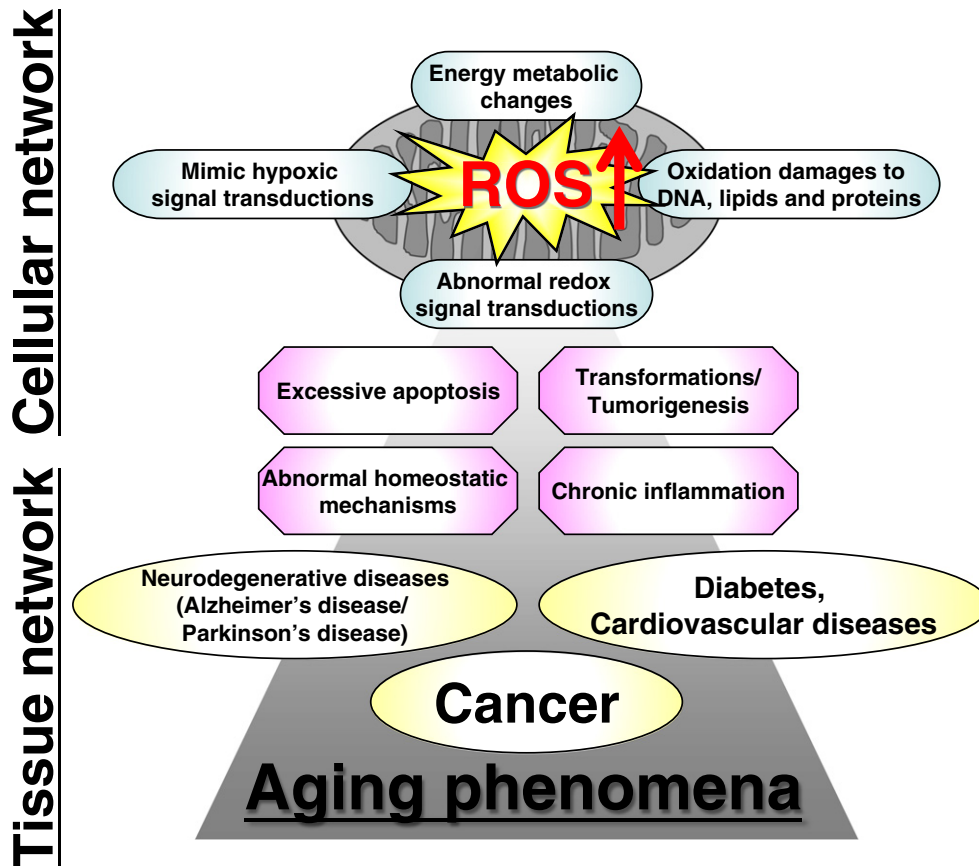 Cellular network
Energy metabolic
changes
Mimic hypoxic
signal transductions
ROS
Oxidation damages to
DNA, lipids and proteins
Abnormal redox
signal transductions
Excessive apoptosis
Transformations/
Tumorigenesis
Tissue network
Abnormal homeostatic
mechanisms
Chronic inflammation
Neurodegenerative diseases
(Alzheimer's disease/
Parkinson's disease)
Diabetes,
Cardiovascular diseases
Cancer
Aging phenomena